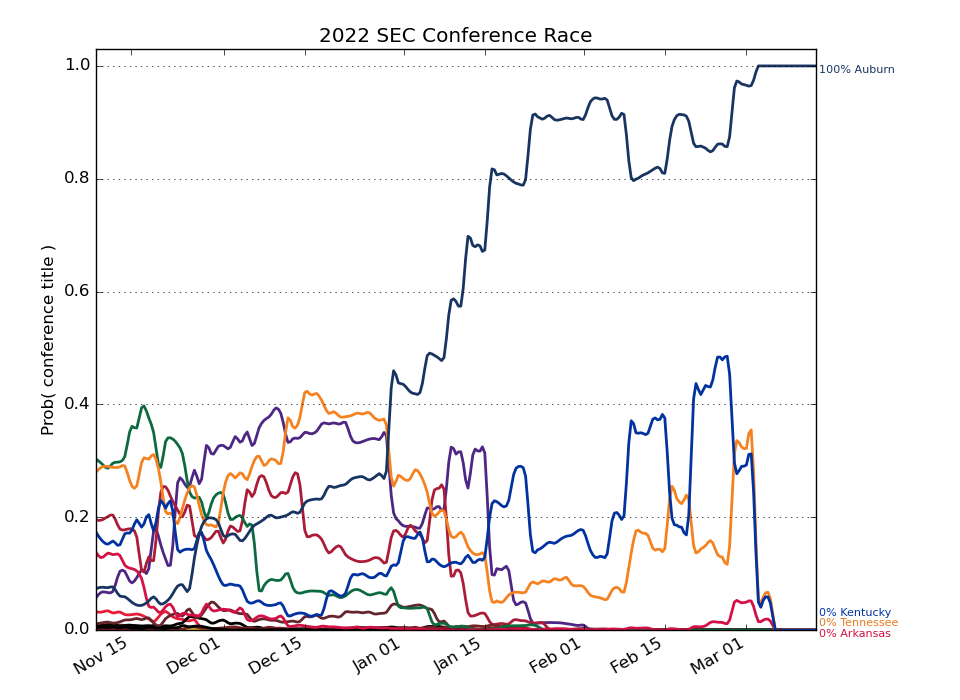 2022 SEC Conference Race
Prob( conference title )
1.0
0.8
0.6
0.4
0.2
0.0
Nov 15
Dec 01
Dec 15
Jan 01
Jan 15
Feb 01
Feb 15
Mar 01
100% Auburn
0% Kentucky
0% Tennessee
0% Arkansas